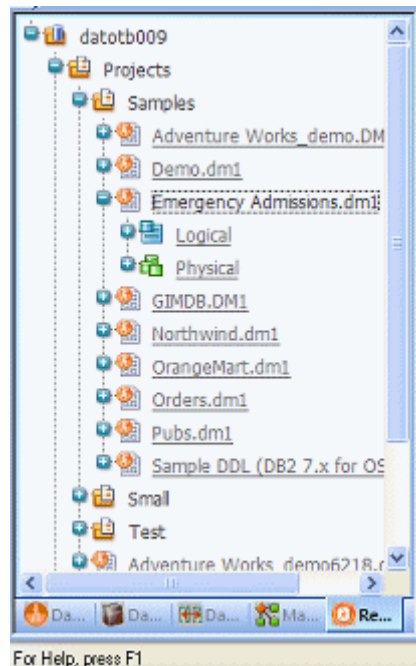 datotb009
Projects
Samples
Adventure Works_demo.DM
Demo.dm1
Emergency Admissions.dm1
Logical
Physical
GIMDB.DM1
Northwind.dm1
OrangeMart.dm1
Orders.dm1
Pubs.dm1
Sample DDL (DB2 7.x for OS
Small
Test
Adventure Works_demo6218.
Da... Da... Da... Ma... Re...
For Help, press F1